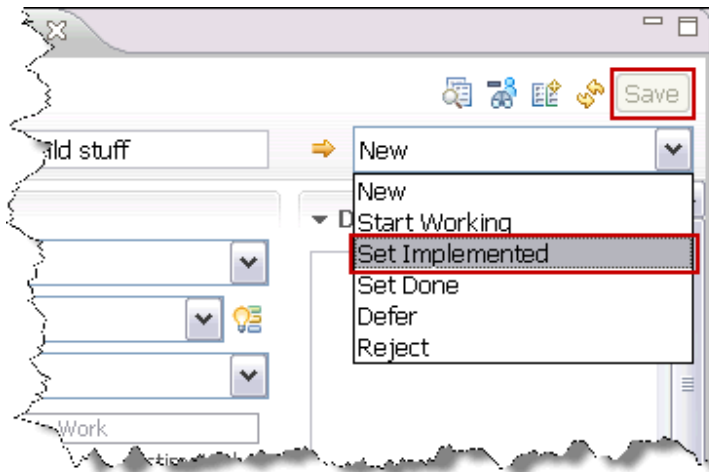 Save
ild stuff
New
New
Start Working
D
Set Implemented
Set Done
Defer
Reject
Work